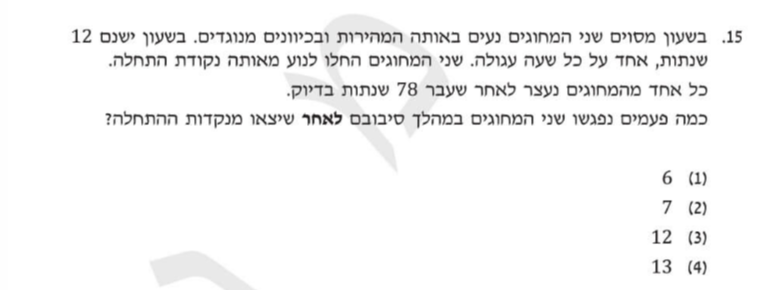 15. בשעון מסוים שני המחוגים נעים באותה המהירות ובכיוונים מנוגדים. בשעון ישנם 12
שנתות, אחד על כל שעה עגולה. שני המחוגים החלו לנוע מאותה נקודת התחלה.
כל אחד מהמחוגים נעצר לאחר שעבר 78 שנתות בדיוק.
כמה פעמים נפגשו שני המחוגים במהלך סיבובם לאחר שיצאו מנקדות ההתחלה?
(1) 6
(2) 7
(3) 12
(4) 13